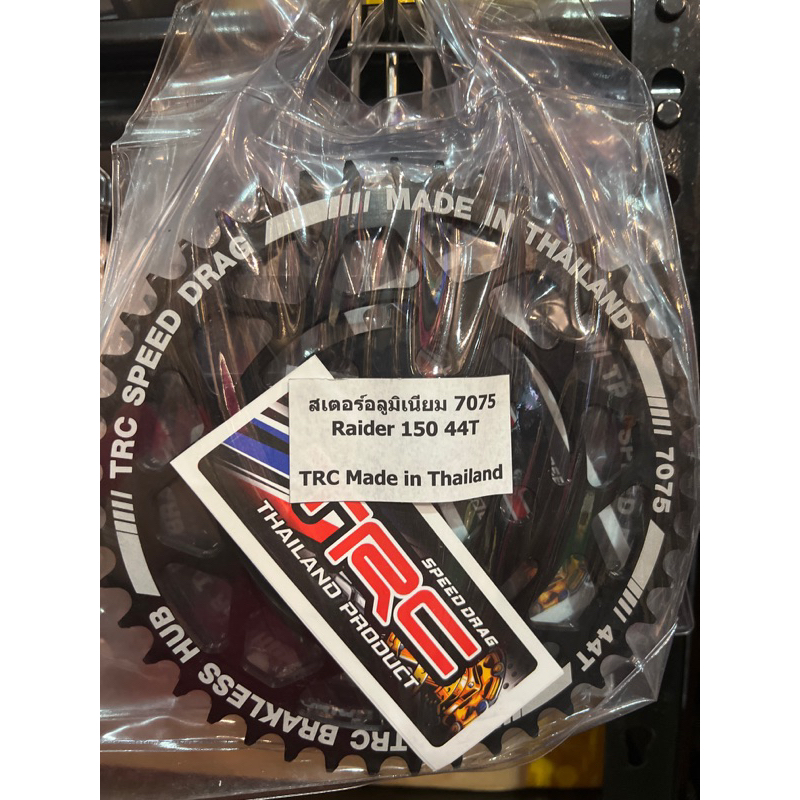 MADE IN THAILAND
TRC SPEED DRAG
7075
44T
TRC BRAKLESS HUB
สเตอร์อลูมิเนียม 7075
Raider 150 44T
TRC Made in Thailand
TRC
SPEED DRAG
THAILAND PRODUCT